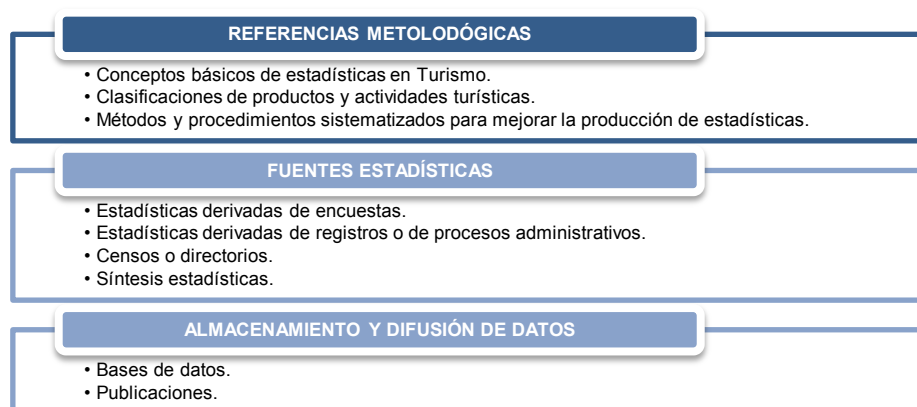 REFERENCIAS METOLODÓGICAS
• Conceptos básicos de estadísticas en Turismo.
• Clasificaciones de productos y actividades turísticas.
• Métodos y procedimientos sistematizados para mejorar la producción de estadísticas.
FUENTES ESTADÍSTICAS
• Estadísticas derivadas de encuestas.
• Estadísticas derivadas de registros o de procesos administrativos.
• Censos o directorios.
• Síntesis estadísticas.
ALMACENAMIENTO Y DIFUSIÓN DE DATOS
• Bases de datos.
• Publicaciones.